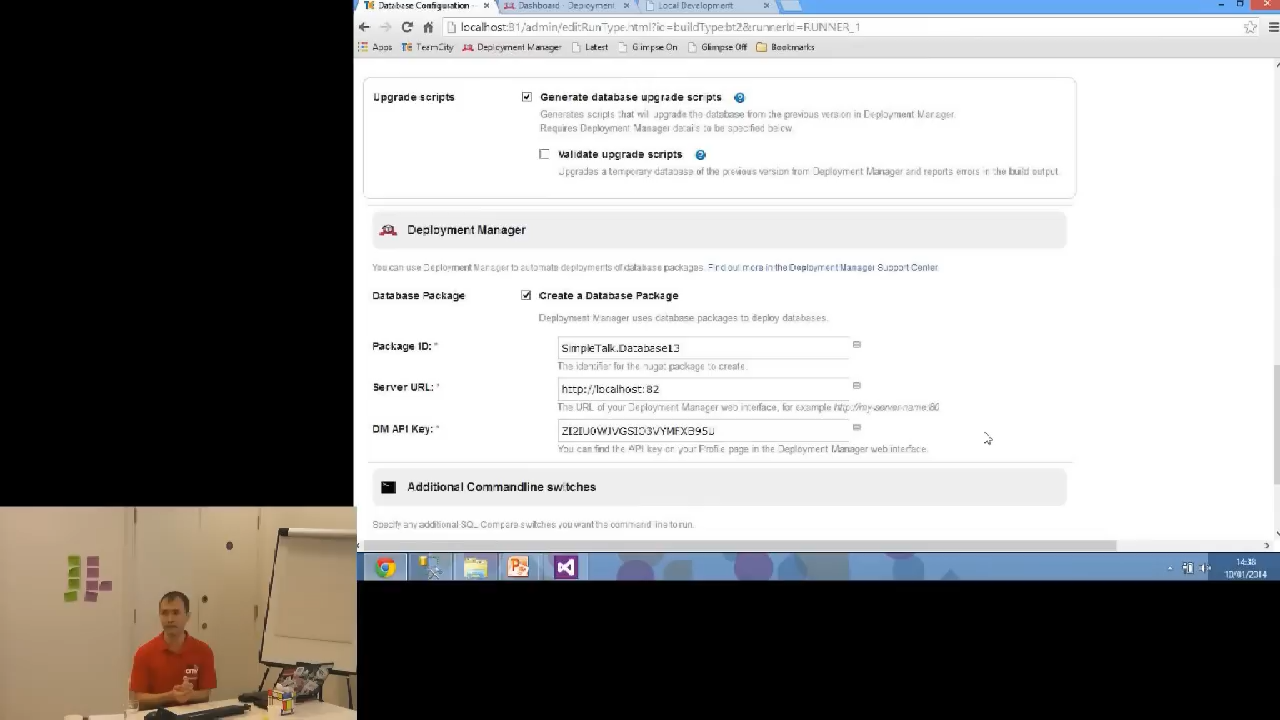 Database Configuration
Dashboard - Deployment
Local Development
localhost:81/admin/editRunType.html?id=buildType:bt2&runnerId=RUNNER_1
Apps TeamCity Deployment Manager Latest Glimpse On Glimpse Off Bookmarks
Upgrade scripts
Generate database upgrade scripts
Generates scripts that will upgrade the database from the previous version in Deployment Manager.
Requires Deployment Manager details to be specified below.
Validate upgrade scripts
Upgrades a temporary database of the previous version from Deployment Manager and reports errors in the build output.
Deployment Manager
You can use Deployment Manager to automate deployments of database packages. Find out more in the Deployment Manager Support Center.
Database Package
Create a Database Package
Deployment Manager uses database packages to deploy databases.
Package ID: *
SimpleTalk.Database13
The identifier for the nuget package to create.
Server URL: *
http://localhost:82
The URL of your Deployment Manager web interface, for example http://my-server-name:80
DM API Key: *
You can find the API key on your Profile page in the Deployment Manager web interface.
Additional Commandline switches
Specify any additional SQL Compare switches you want the command line to run.
14:38
10/01/2014